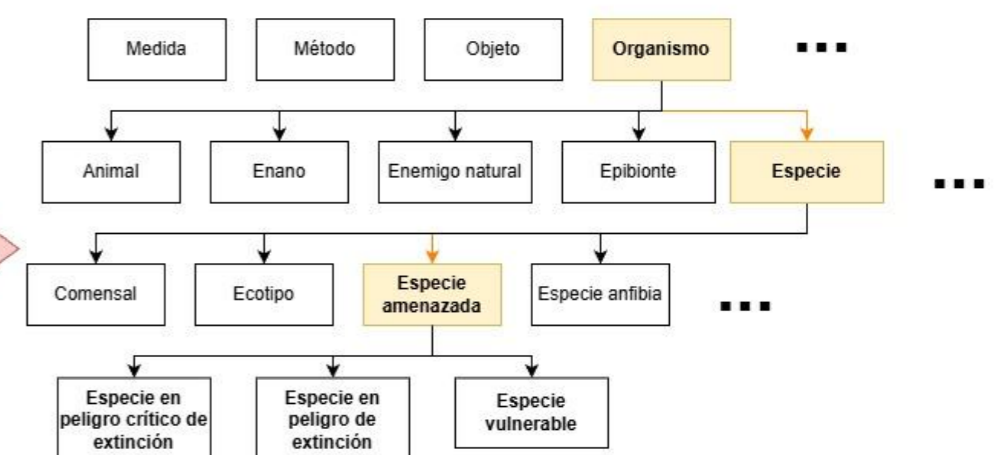 Medida
Método
Objeto
Organismo
...
Animal
Enano
Enemigo natural
Epibionte
Especie
...
Comensal
Ecotipo
Especie
amenazada
Especie anfibia
...
Especie en
peligro crítico de
extinción
Especie en
peligro de
extinción
Especie
vulnerable